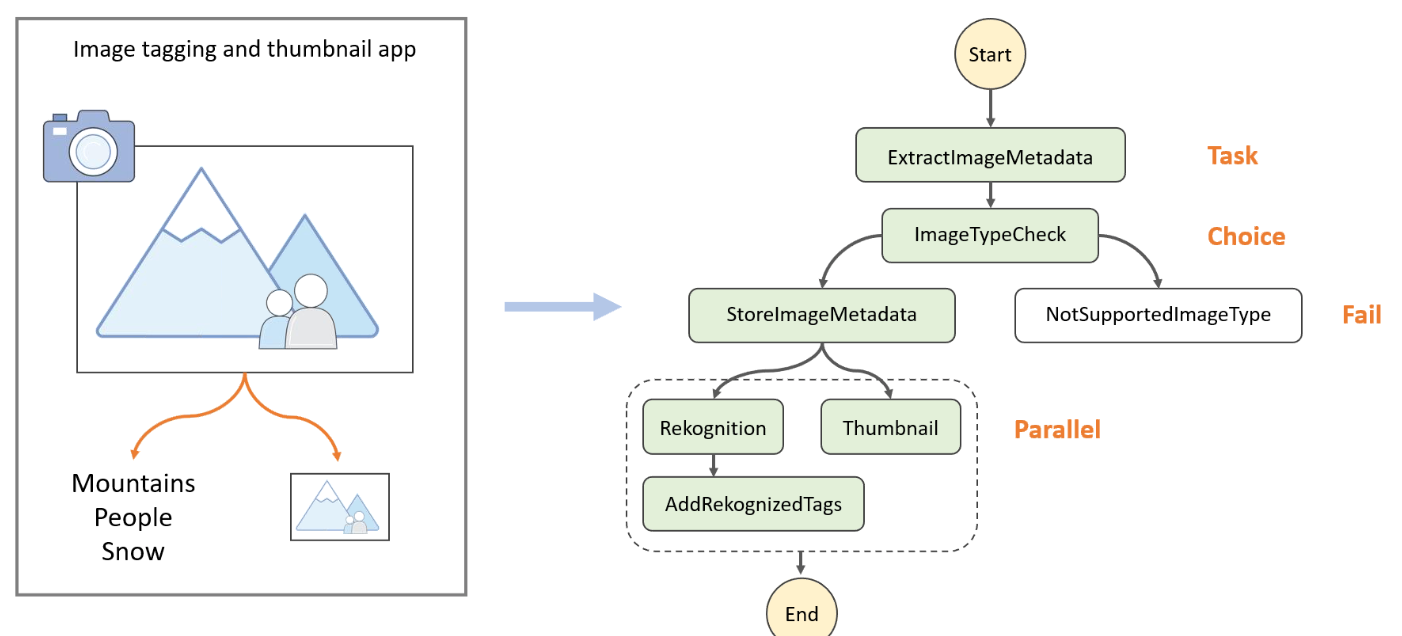 Image tagging and thumbnail app
Mountains
People
Snow
Start
ExtractImageMetadata
Task
ImageTypeCheck
Choice
StoreImageMetadata
NotSupportedImageType
Fail
Rekognition
Thumbnail
Parallel
AddRekognizedTags
End